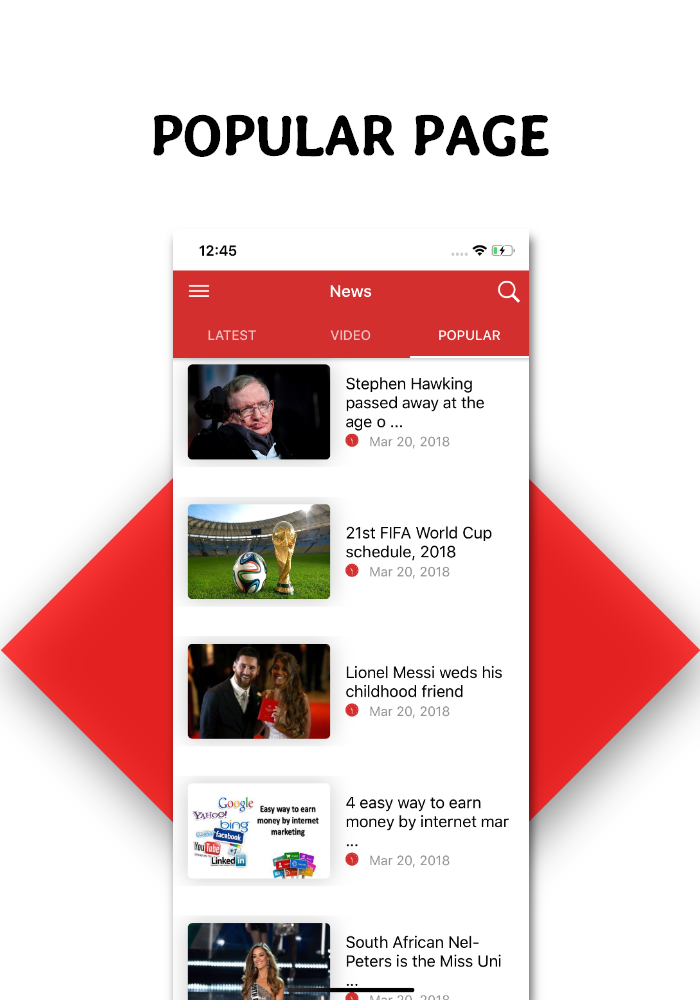 POPULAR PAGE
12:45
News
LATEST
VIDEO
POPULAR
Stephen Hawking
passed away at the
age o ...
Mar 20, 2018
21st FIFA World Cup
schedule, 2018
Mar 20, 2018
Lionel Messi weds his
childhood friend
Mar 20, 2018
Google
YAHOO!
bing
facebook
YouTube
LinkedIn
Easy way to earn
money by internet
marketing
4 easy way to earn
money by internet mar
...
Mar 20, 2018
South African Nel-
Peters is the Miss Uni
...
Mar 20, 2018